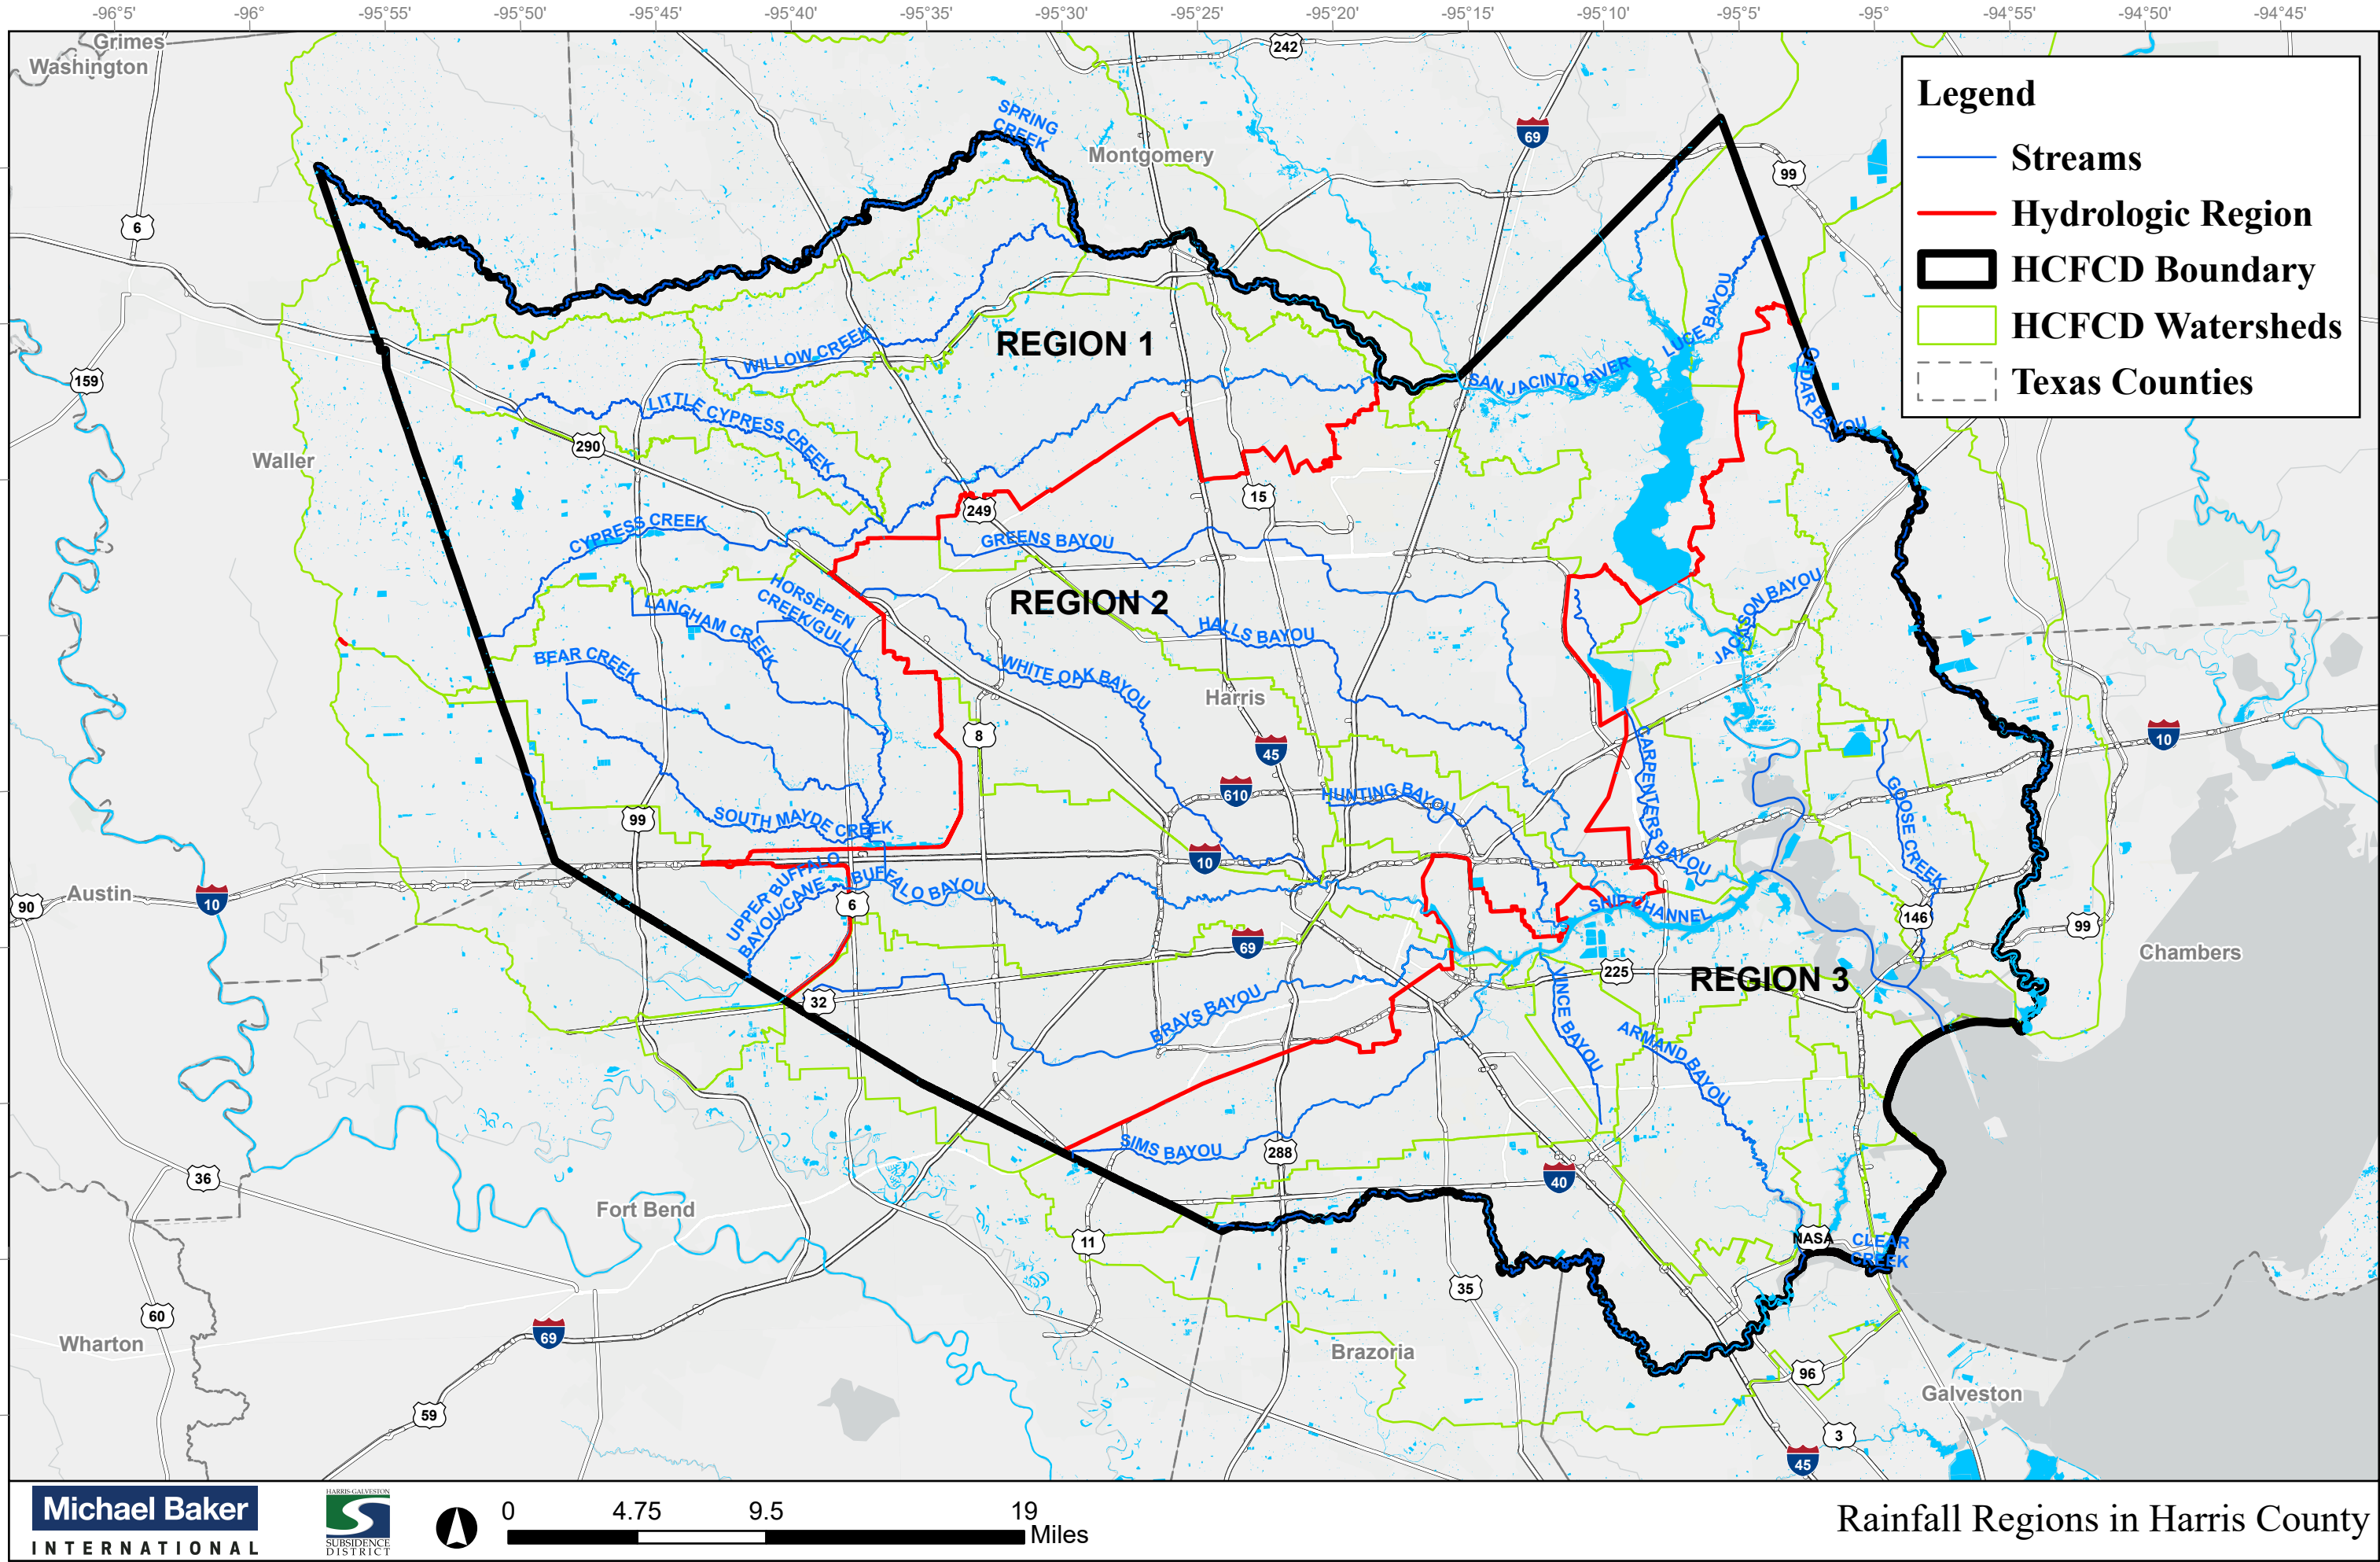 -96°5' -96° -95°55' -95°50' -95°45' -95°40' -95°35' -95°30' -95°25' -95°20' -95°15' -95°10' -95°5' -95° -94°55' -94°50' -94°45'
Grimes
Washington
242
Legend
Streams
Hydrologic Region
HCFCD Boundary
HCFCD Watersheds
Texas Counties
SPRING
CREEK
Montgomery
69
99
6
REGION 1
WILLOW CREEK
LUCE BAYOU
SAN JACINTO RIVER
CEDAR BAYOU
159
LITTLE CYPRESS CREEK
290
Waller
15
249
CYPRESS CREEK
GREENS BAYOU
HORSEPEN
CREEK/GULLY
LANGHAM CREEK
REGION 2
HALLS BAYOU
JACKSON BAYOU
BEAR CREEK
WHITE OAK BAYOU
Harris
8
45
10
610
HUNTING BAYOU
CARPENTERS BAYOU
GOOSE CREEK
99
SOUTH MAYDE CREEK
10
UPPER BUFFALO
BAYOU/CANE
BUFFALO BAYOU
Austin
10
90
6
SHIP CHANNEL
146
99
69
Chambers
225
REGION 3
32
BRAYS BAYOU
VINCE BAYOU
ARMAND BAYOU
SIMS BAYOU
288
36
40
Fort Bend
11
NASA
CLEAR
CREEK
35
60
69
Wharton
Brazoria
96
Galveston
59
3
45
Michael Baker
INTERNATIONAL
HARRIS-GALVESTON
SUBSIDENCE
DISTRICT
0 4.75 9.5 19
Miles
Rainfall Regions in Harris County